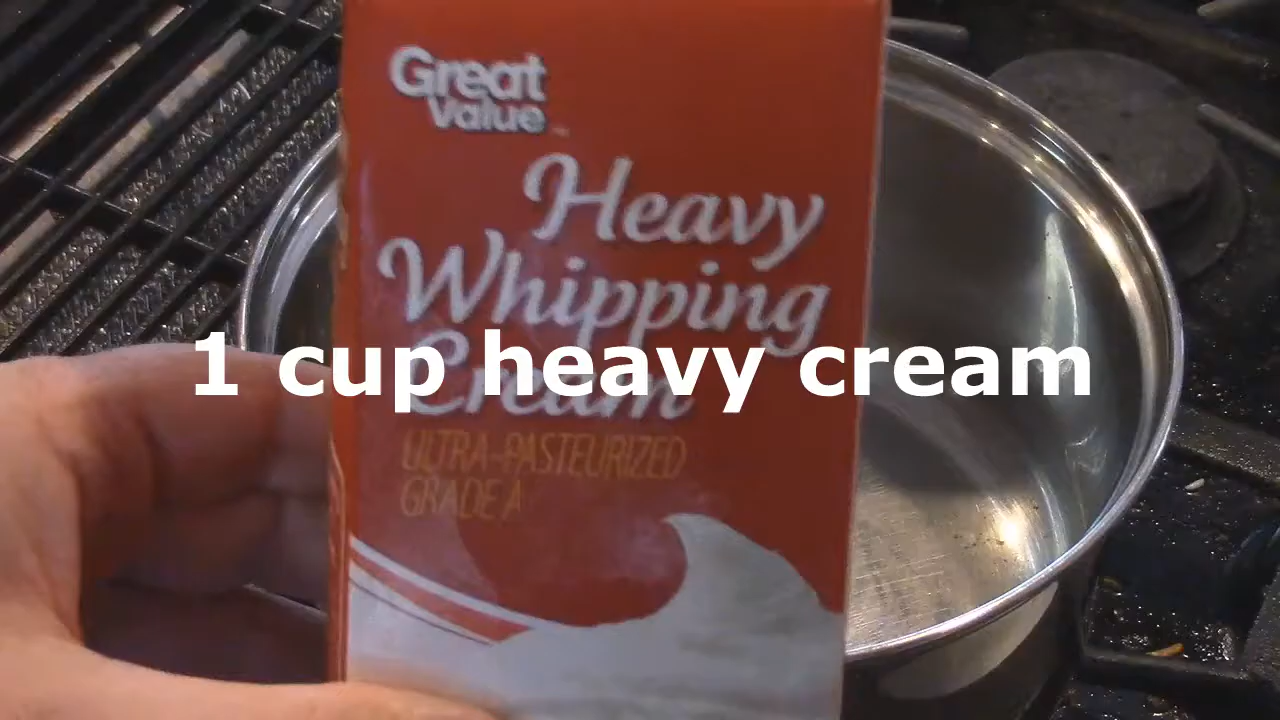 Great
Value
Heavy
Whipping
Cream
1 cup heavy cream
ULTRA-PASTEURIZED
GRADE A